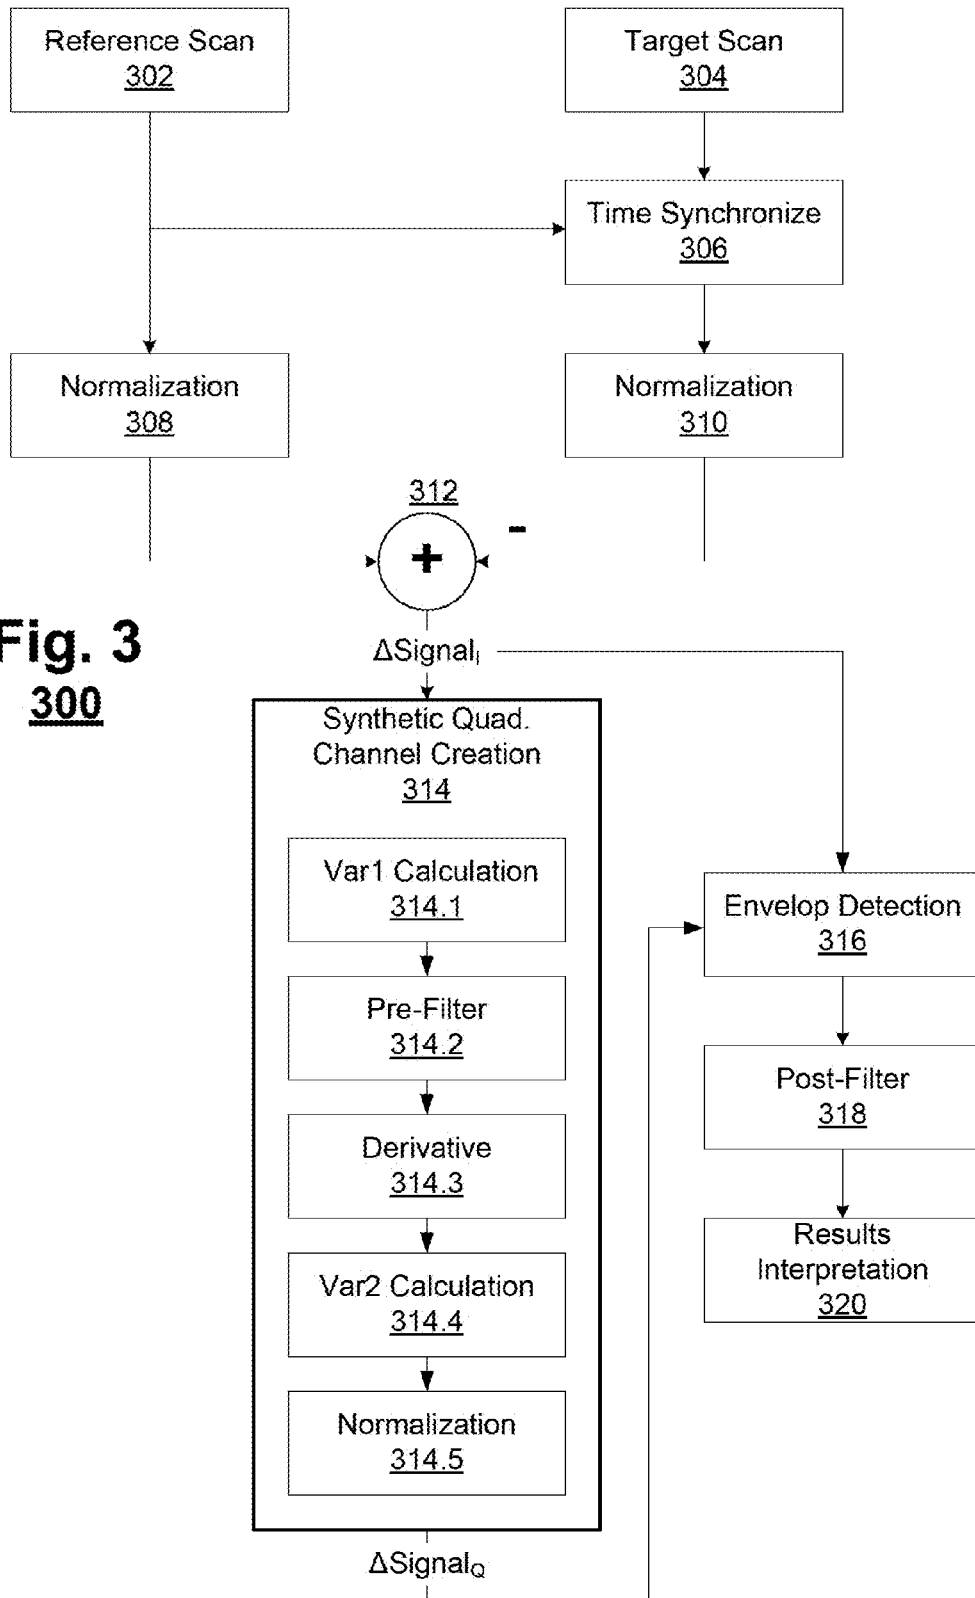 Reference Scan
302
Target Scan
304
Time Synchronize
306
Normalization
308
Normalization
310
312
-
+
Fig. 3
300
ΔSignalI
Synthetic Quad.
Channel Creation
314
Var1 Calculation
314.1
Pre-Filter
314.2
Derivative
314.3
Var2 Calculation
314.4
Normalization
314.5
Envelop Detection
316
Post-Filter
318
Results
Interpretation
320
ΔSignalQ